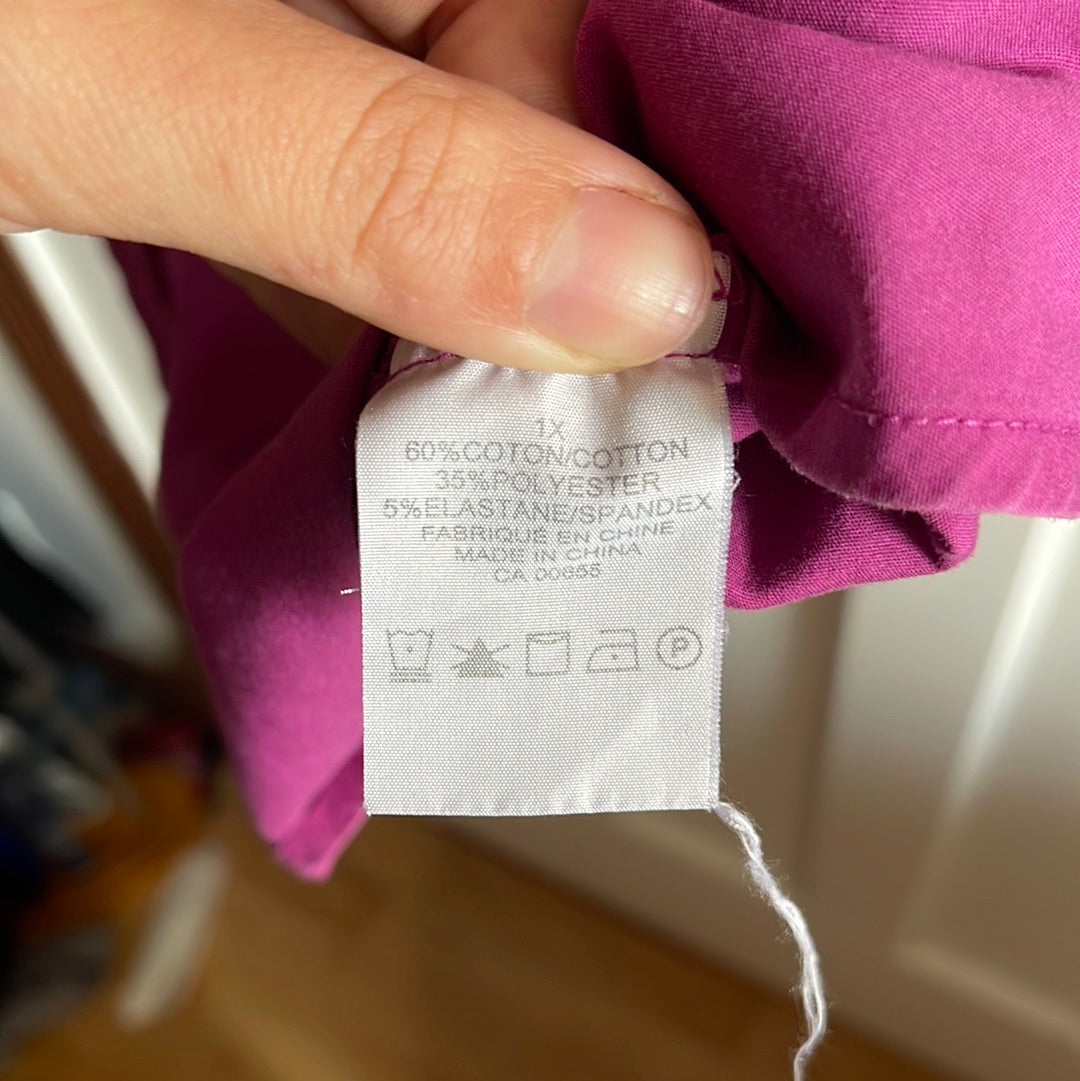 1X
60%COTON/COTTON
35%POLYESTER
5%ELASTANE/SPANDEX
FABRIQUE EN CHINE
MADE IN CHINA
CA 00655
P